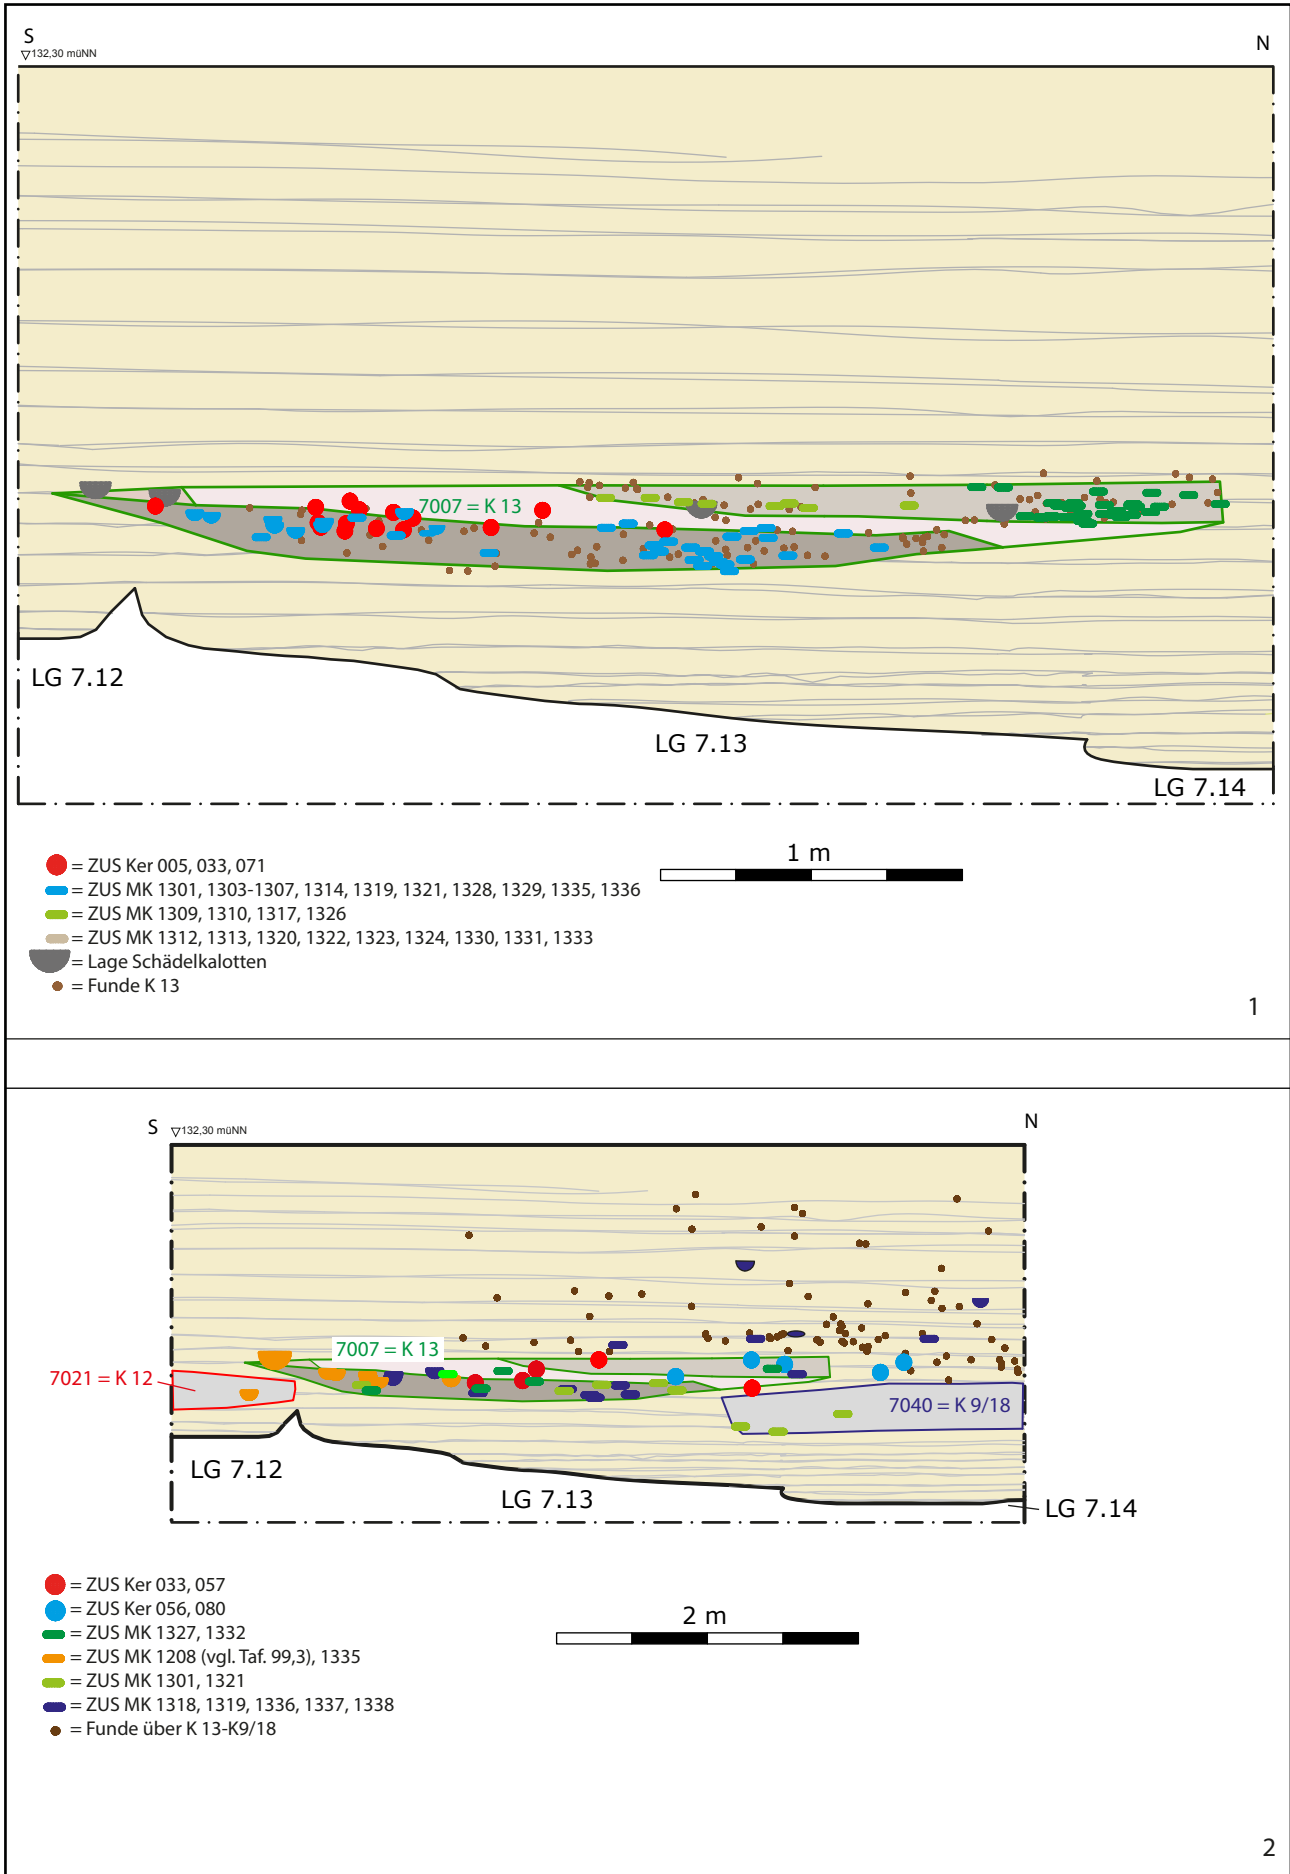 S
▽132,30 müNN
N
7007 = K 13
LG 7.12
LG 7.13
LG 7.14
1 m
= ZUS Ker 005, 033, 071
= ZUS MK 1301, 1303-1307, 1314, 1319, 1321, 1328, 1329, 1335, 1336
= ZUS MK 1309, 1310, 1317, 1326
= ZUS MK 1312, 1313, 1320, 1322, 1323, 1324, 1330, 1331, 1333
= Lage Schädelkalotten
= Funde K 13
1
S
▽132,30 müNN
N
7007 = K 13
7021 = K 12
7040 = K 9/18
LG 7.12
LG 7.13
LG 7.14
= ZUS Ker 033, 057
= ZUS Ker 056, 080
= ZUS MK 1327, 1332
= ZUS MK 1208 (vgl. Taf. 99,3), 1335
= ZUS MK 1301, 1321
= ZUS MK 1318, 1319, 1336, 1337, 1338
= Funde über K 13-K9/18
2 m
2